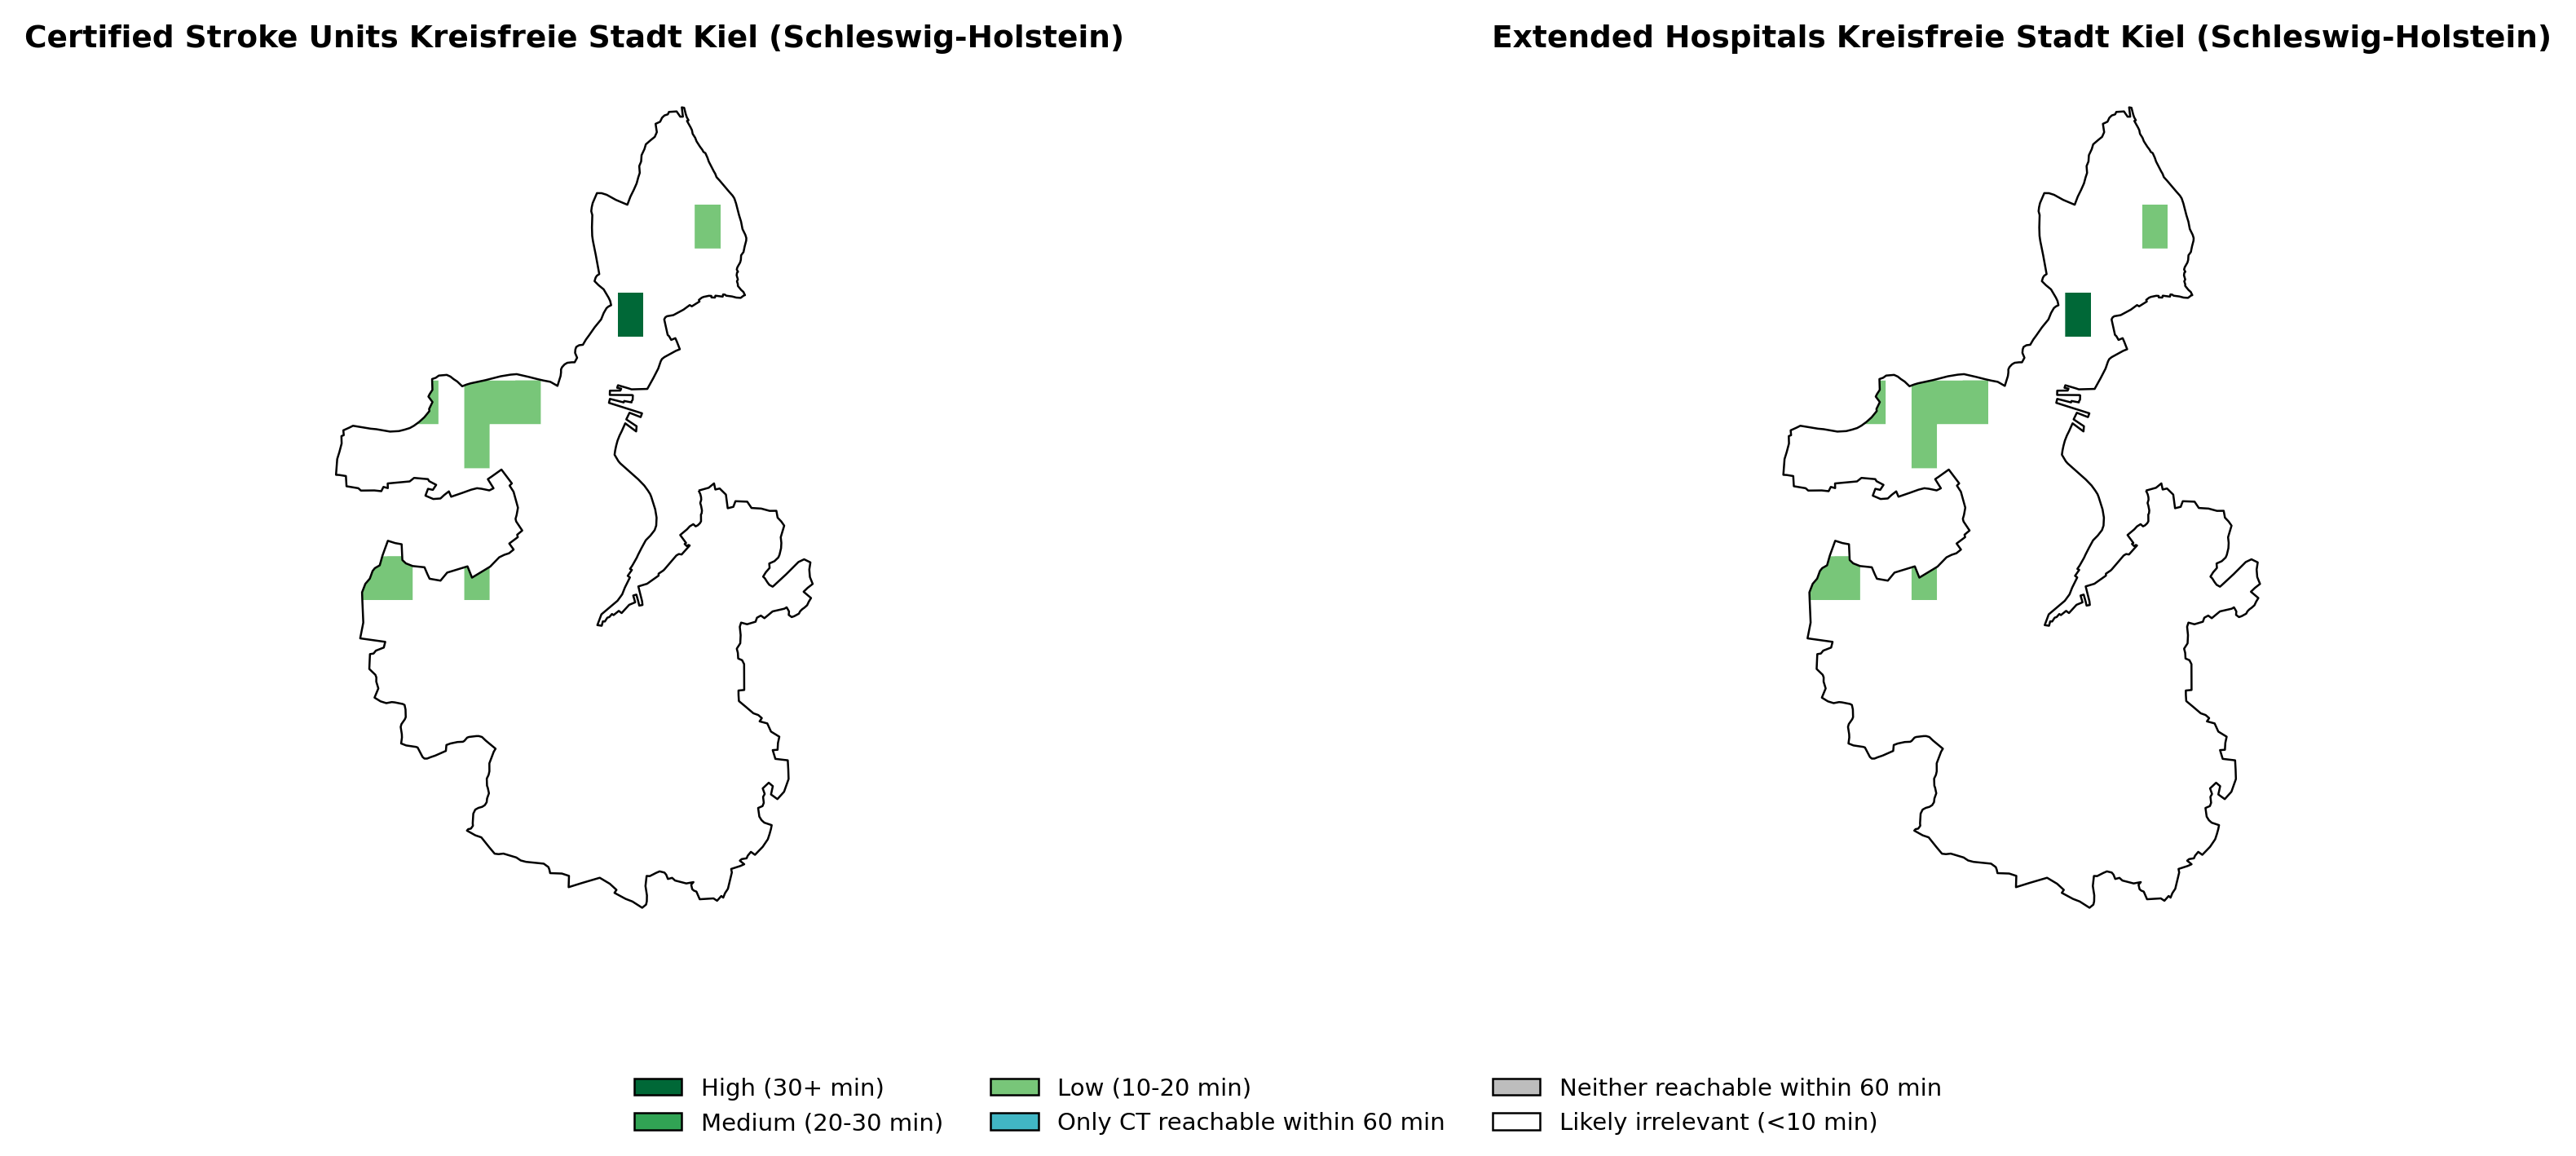 Certified Stroke Units Kreisfreie Stadt Kiel (Schleswig-Holstein)
Extended Hospitals Kreisfreie Stadt Kiel (Schleswig-Holstein)
High (30+ min)
Medium (20-30 min)
Low (10-20 min)
Only CT reachable within 60 min
Neither reachable within 60 min
Likely irrelevant (<10 min)